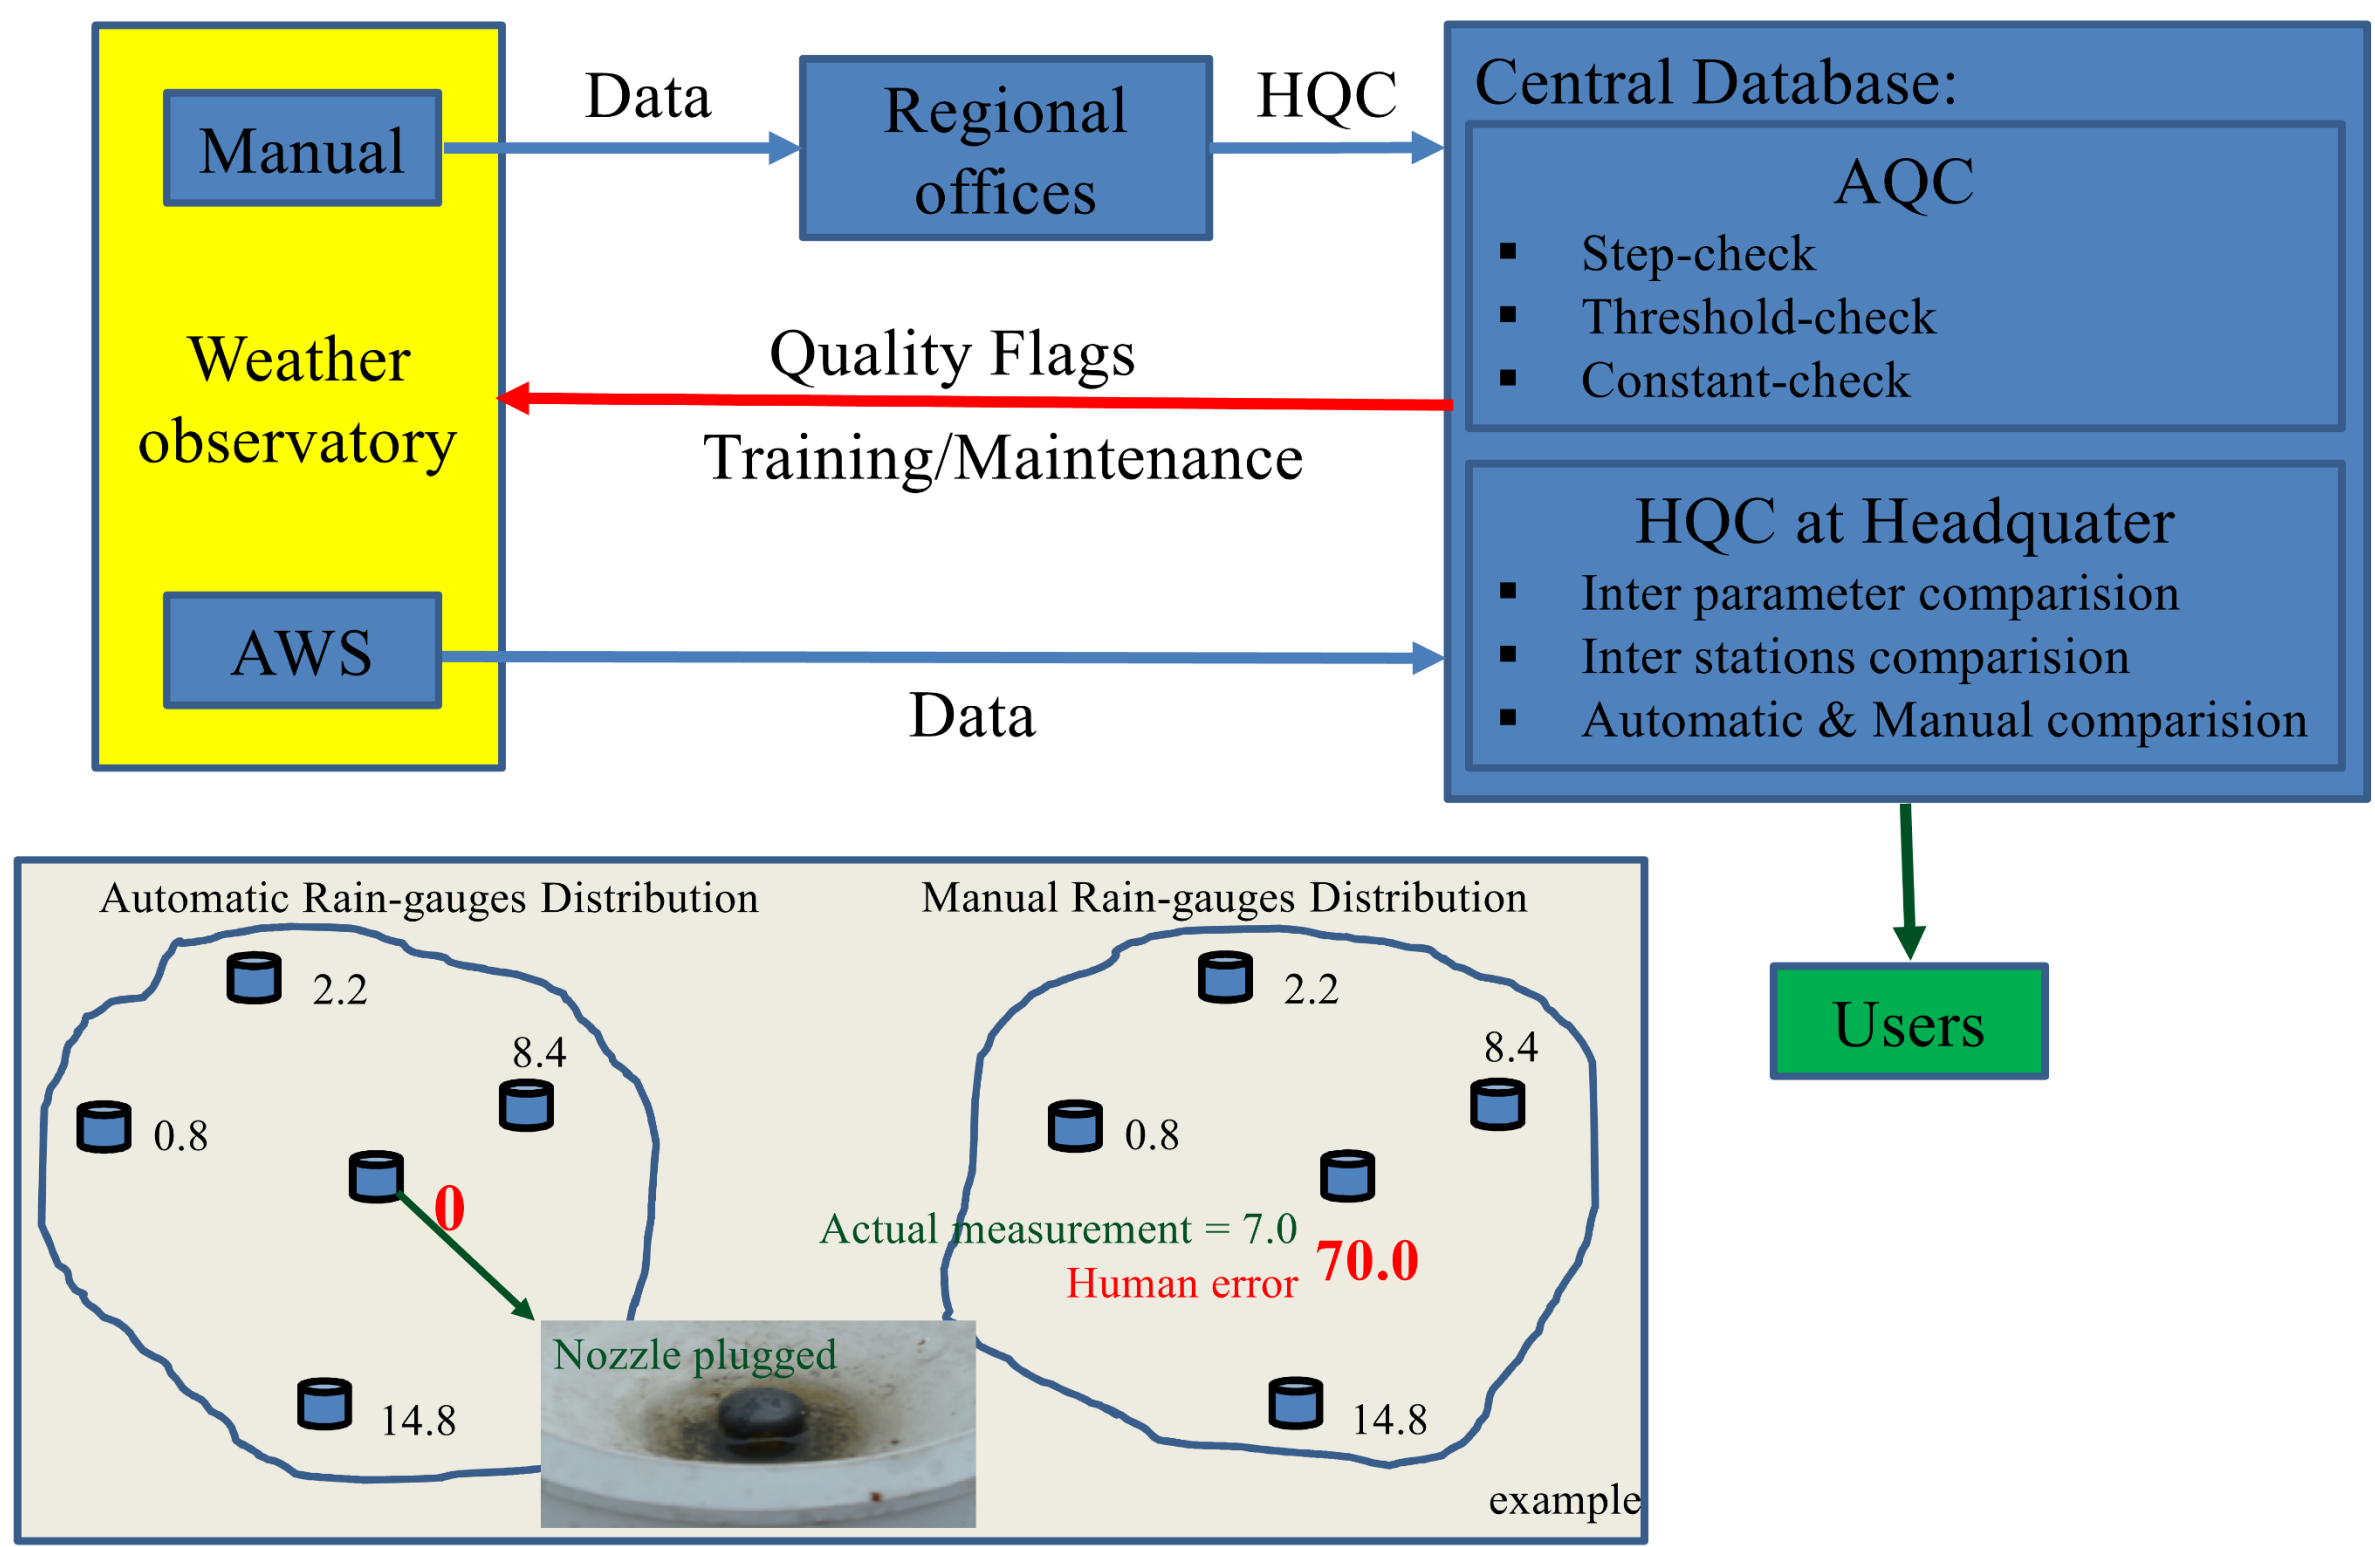 Manual
Data
Regional
offices
HQC
Central Database:
AQC
▪ Step-check
▪ Threshold-check
▪ Constant-check
Weather
observatory
Quality Flags
Training/Maintenance
HQC at Headquater
▪ Inter parameter comparision
▪ Inter stations comparision
▪ Automatic & Manual comparision
AWS
Data
Users
Automatic Rain-gauges Distribution
2.2
8.4
0.8
0
14.8
Nozzle plugged
Manual Rain-gauges Distribution
2.2
8.4
0.8
Actual measurement = 7.0
Human error
70.0
14.8
example